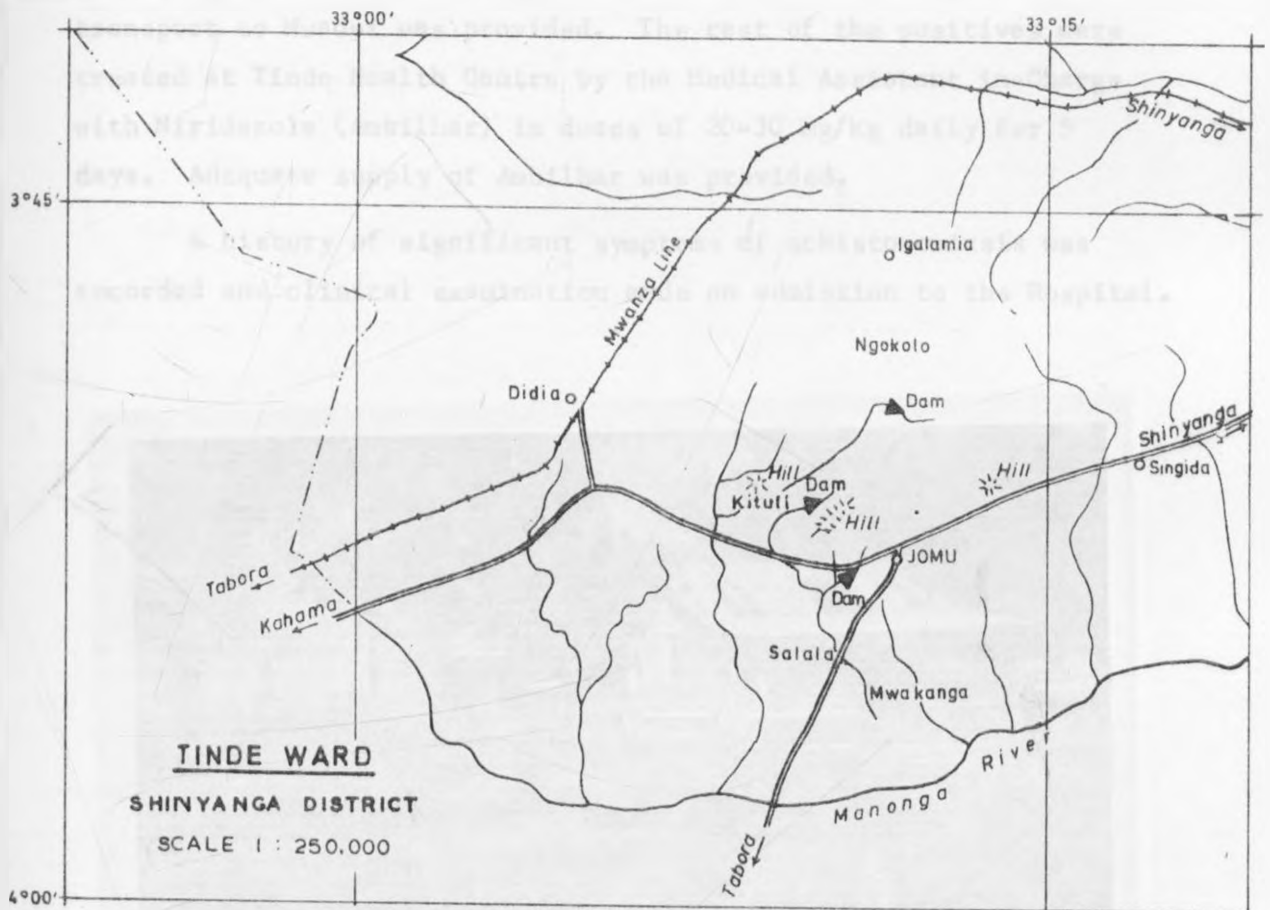 transport to            was provided. The rest of the positives were
treated at Tinde Health Centre by the Medical Assistant in-Charge
with Niridazole (Ambilhar) in doses of 20-30 mg/Kg daily for 5
days. Adequate supply of Ambilhar was provided.
A history of significant symptoms of schistosomiasis was
recorded and clinical examination made on admission to the Hospital.
33°00'
33°15'
Shinyanga
3°45'
Igalamia
Mwanza Line
Ngokolo
Didia
Dam
Shinyanga
Singida
Hill
Hill
Dam
Kituli
Hill
JOMU
Tabora
Kahama
Dam
Salala
Mwakanga
Manonga Rive
TINDE WARD
SHINYANGA DISTRICT
SCALE 1 : 250,000
Tabora
4°00'